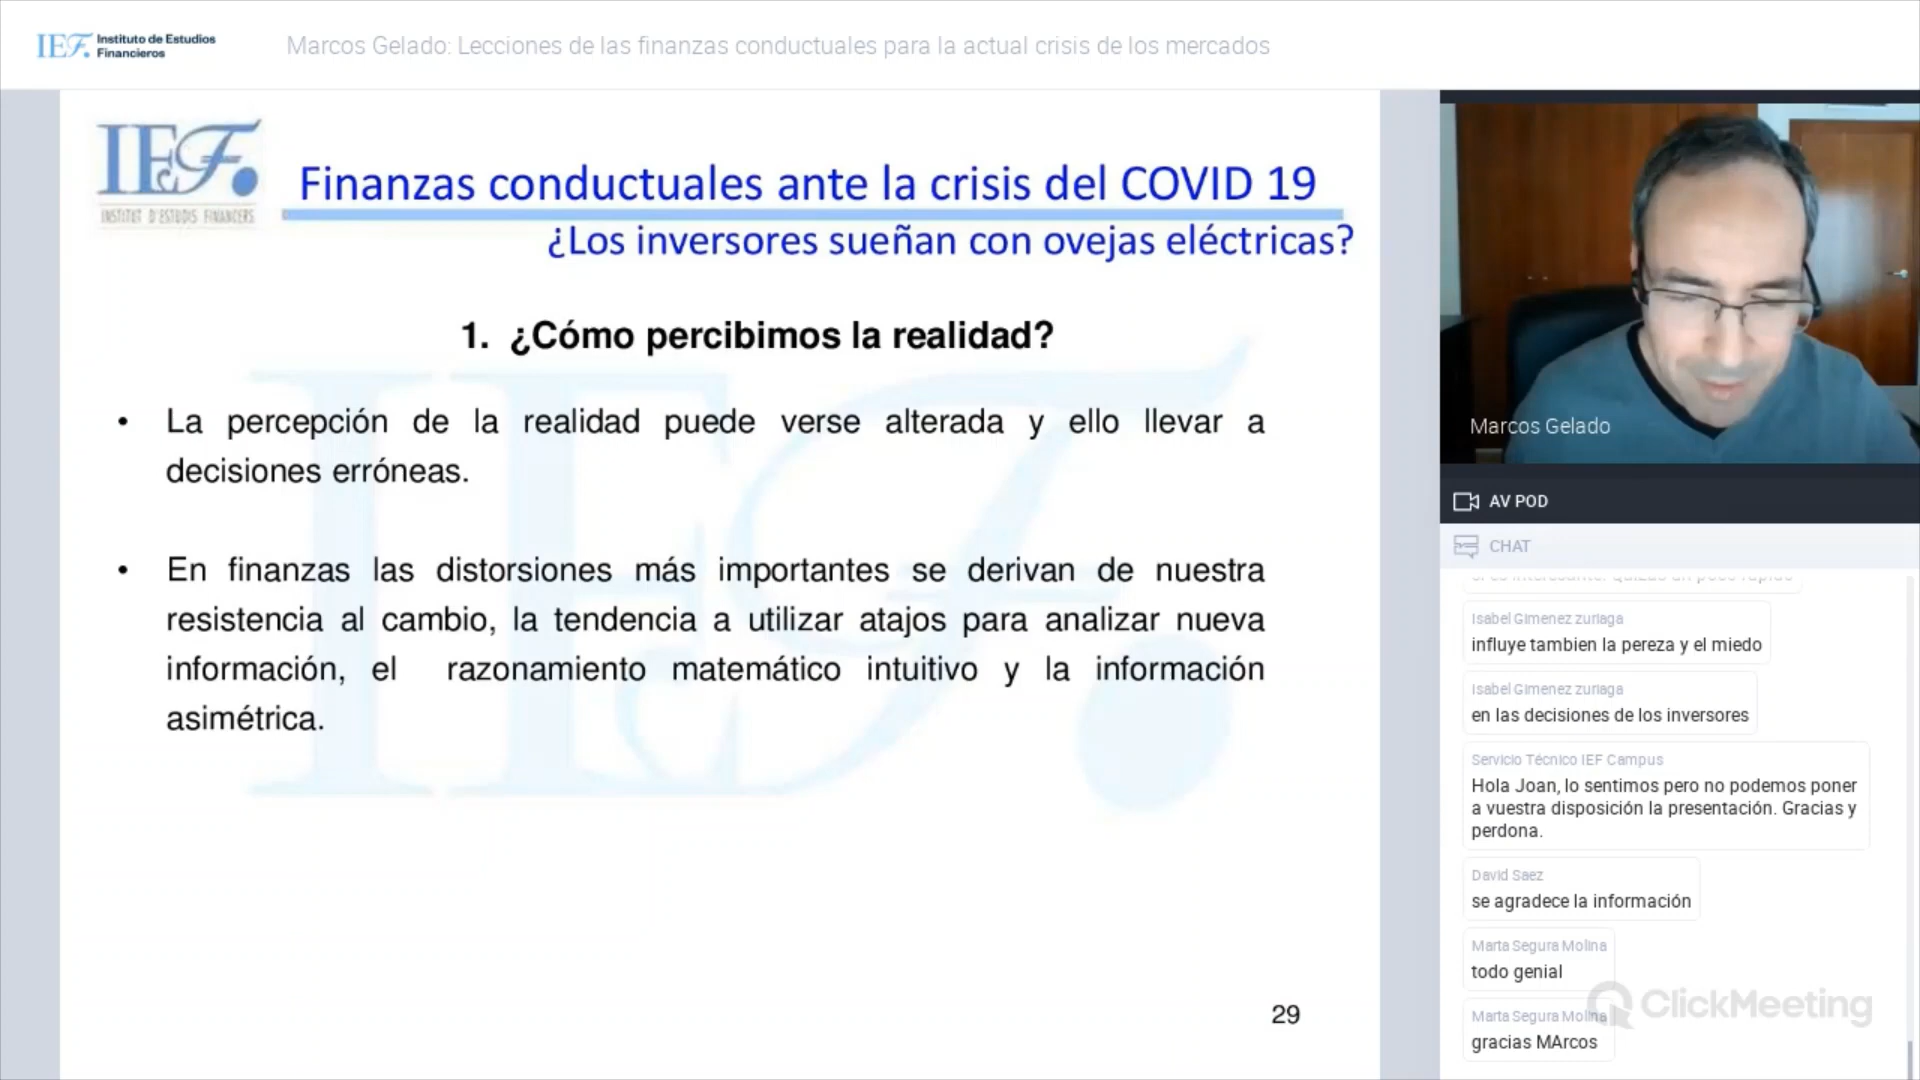 IEF. Instituto de Estudios
Financieros
Marcos Gelado: Lecciones de las finanzas conductuales para la actual crisis de los mercados
IEF.
INSTITUT D'ESTUDIS FINANCERS
Finanzas conductuales ante la crisis del COVID 19
¿Los inversores sueñan con ovejas eléctricas?
1. ¿Cómo percibimos la realidad?
• La percepción de la realidad puede verse alterada y ello llevar a
decisiones erróneas.
• En finanzas las distorsiones más importantes se derivan de nuestra
resistencia al cambio, la tendencia a utilizar atajos para analizar nueva
información, el razonamiento matemático intuitivo y la información
asimétrica.
29
Marcos Gelado
AV POD
CHAT
Isabel Gimenez zuriaga
influye tambien la pereza y el miedo
Isabel Gimenez zuriaga
en las decisiones de los inversores
Servicio Técnico IEF Campus
Hola Joan, lo sentimos pero no podemos poner
a vuestra disposición la presentación. Gracias y
perdona.
David Saez
se agradece la información
Marta Segura Molina
todo genial
Marta Segura Molina
gracias MArcos
ClickMeeting